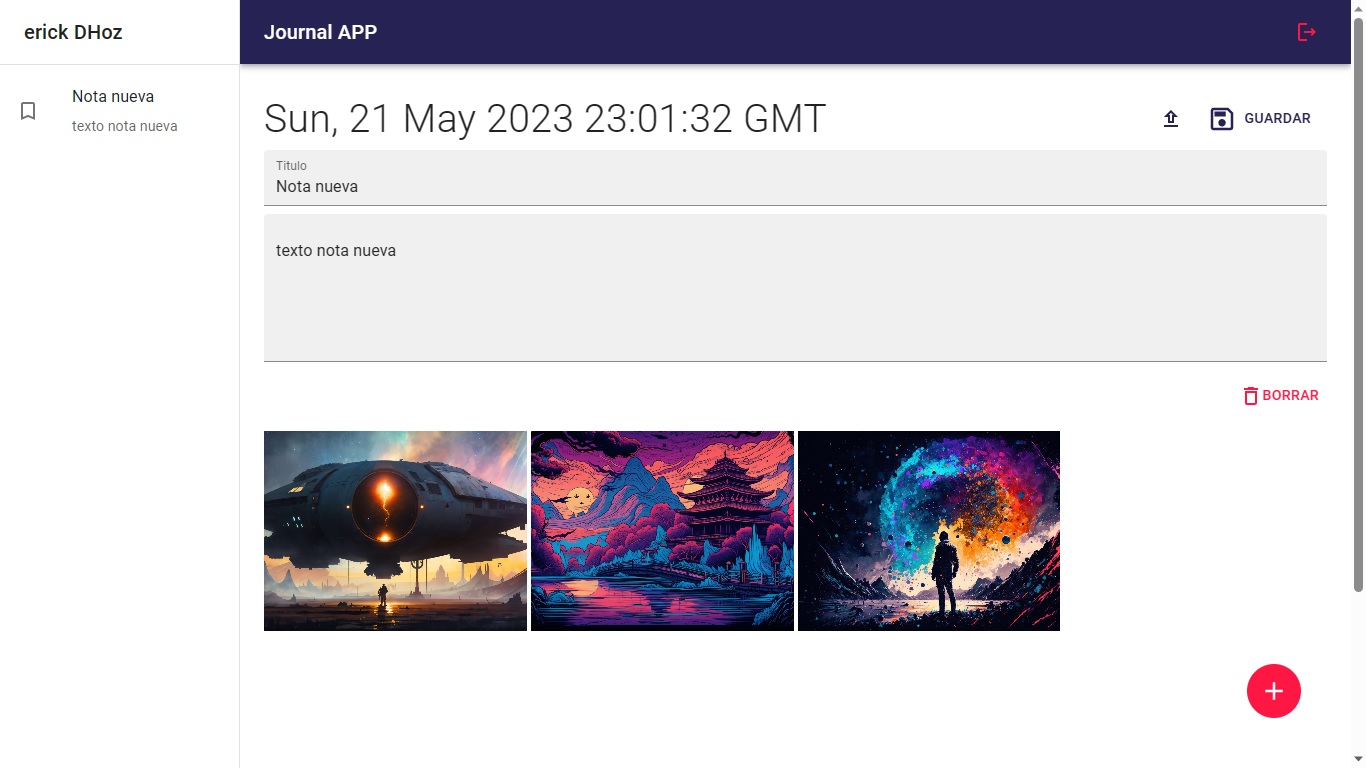 erick DHoz
Journal APP
Nota nueva
texto nota nueva
Sun, 21 May 2023 23:01:32 GMT
GUARDAR
Titulo
Nota nueva
texto nota nueva
BORRAR